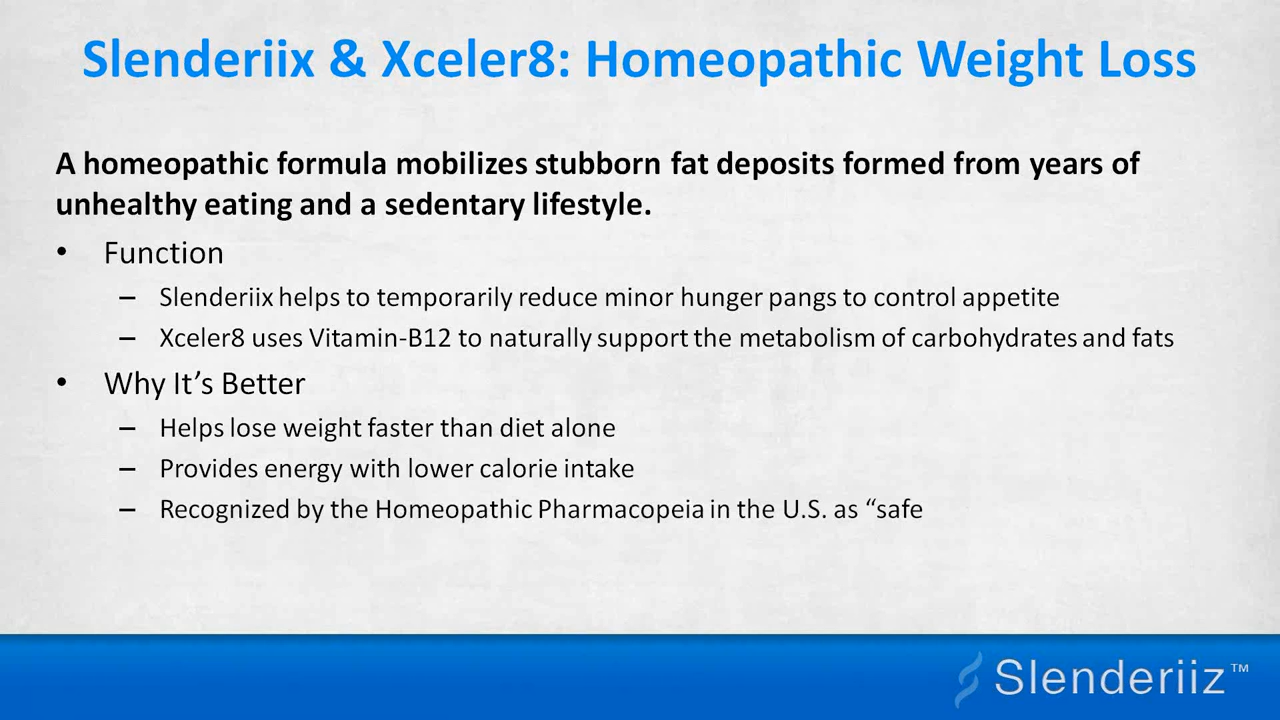 Slenderiix & Xceler8: Homeopathic Weight Loss
A homeopathic formula mobilizes stubborn fat deposits formed from years of
unhealthy eating and a sedentary lifestyle.
• Function
– Slenderiix helps to temporarily reduce minor hunger pangs to control appetite
– Xceler8 uses Vitamin-B12 to naturally support the metabolism of carbohydrates and fats
• Why It’s Better
– Helps lose weight faster than diet alone
– Provides energy with lower calorie intake
– Recognized by the Homeopathic Pharmacopeia in the U.S. as “safe
Slenderiiz™